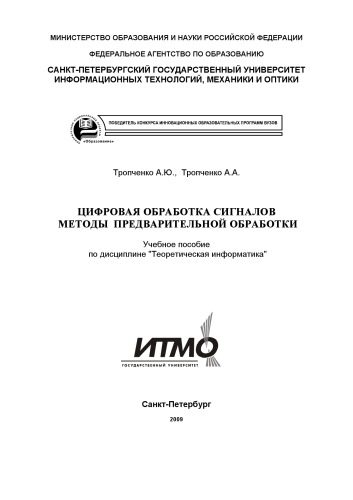 МИНИСТЕРСТВО ОБРАЗОВАНИЯ И НАУКИ РОССИЙСКОЙ ФЕДЕРАЦИИ
ФЕДЕРАЛЬНОЕ АГЕНТСТВО ПО ОБРАЗОВАНИЮ
САНКТ-ПЕТЕРБУРГСКИЙ ГОСУДАРСТВЕННЫЙ УНИВЕРСИТЕТ
ИНФОРМАЦИОННЫХ ТЕХНОЛОГИЙ, МЕХАНИКИ И ОПТИКИ
ПОБЕДИТЕЛЬ КОНКУРСА ИННОВАЦИОННЫХ ОБРАЗОВАТЕЛЬНЫХ ПРОГРАММ ВУЗОВ
«Образование»
Тропченко А.Ю., Тропченко А.А.
ЦИФРОВАЯ ОБРАБОТКА СИГНАЛОВ
МЕТОДЫ ПРЕДВАРИТЕЛЬНОЙ ОБРАБОТКИ
Учебное пособие
по дисциплине "Теоретическая информатика"
ИТМО
ГОСУДАРСТВЕННЫЙ УНИВЕРСИТЕТ
Санкт-Петербург
2009